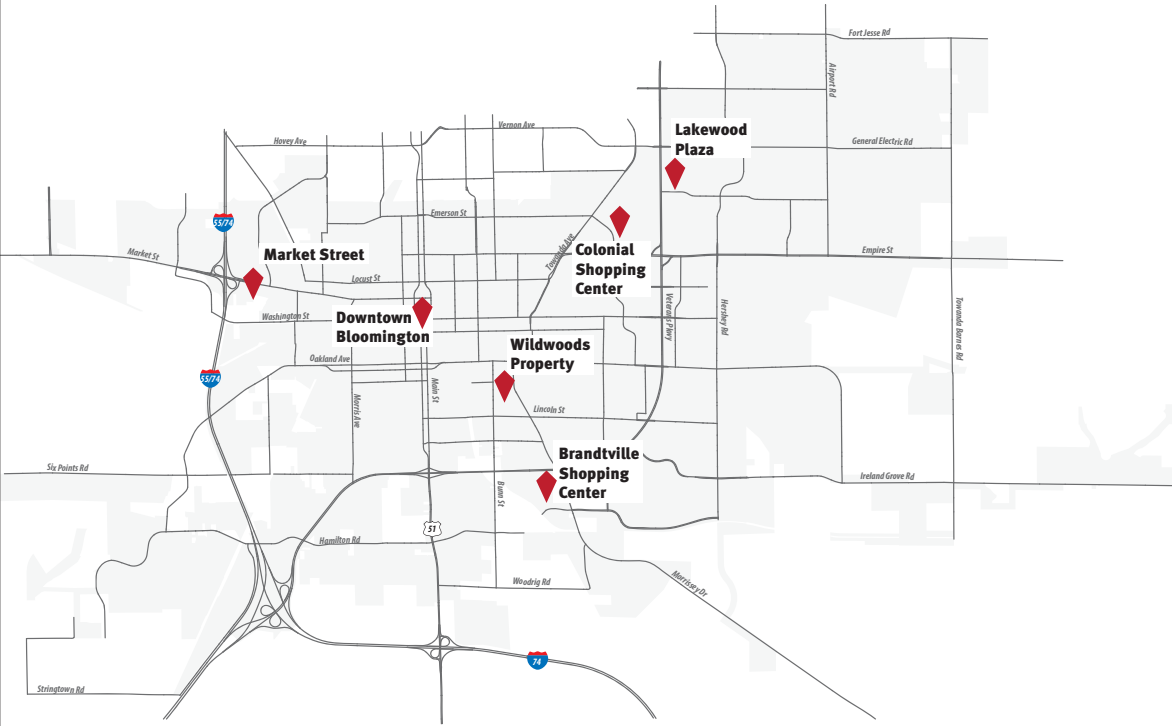 Fort Jesse Rd
Airport Rd
Lakewood
Plaza
Vernon Ave
Hovey Ave
General Electric Rd
55/74
Emerson St
Market St
Market Street
Towanda Ave
Colonial
Shopping
Center
Empire St
Locust St
Washington St
Downtown
Bloomington
Veterans Pkwy
Hershey Rd
Towanda Barnes Rd
Wildwoods
Property
Oakland Ave
55/74
Main St
Morris Ave
Lincoln St
Brandtville
Shopping
Center
Six Points Rd
Ireland Grove Rd
Bunn St
51
Hamilton Rd
Woodrig Rd
Morrissey Dr
74
Stringtown Rd